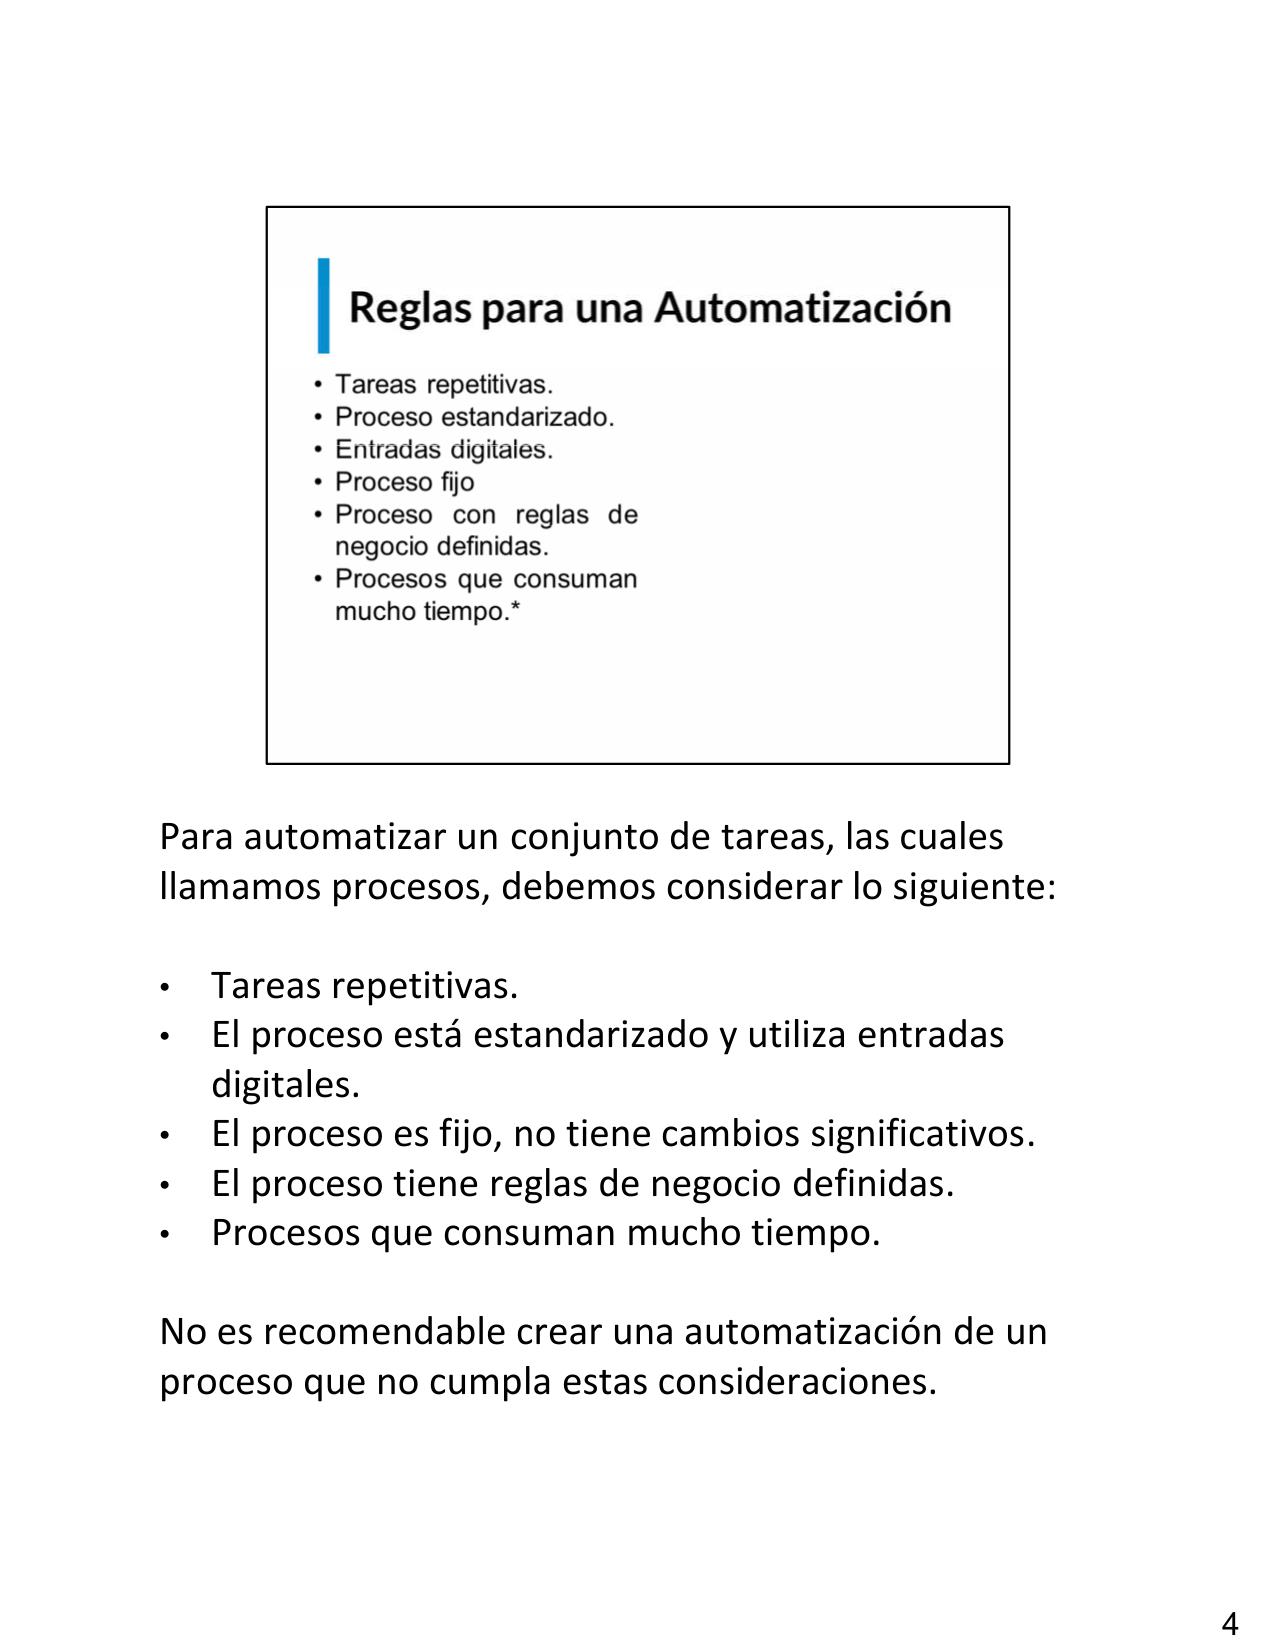 Reglas para una Automatización
• Tareas repetitivas.
• Proceso estandarizado.
• Entradas digitales.
• Proceso fijo
• Proceso con reglas de
negocio definidas.
• Procesos que consuman
mucho tiempo.*
Para automatizar un conjunto de tareas, las cuales
llamamos procesos, debemos considerar lo siguiente:
• Tareas repetitivas.
• El proceso está estandarizado y utiliza entradas
digitales.
• El proceso es fijo, no tiene cambios significativos.
• El proceso tiene reglas de negocio definidas.
• Procesos que consuman mucho tiempo.
No es recomendable crear una automatización de un
proceso que no cumpla estas consideraciones.
4